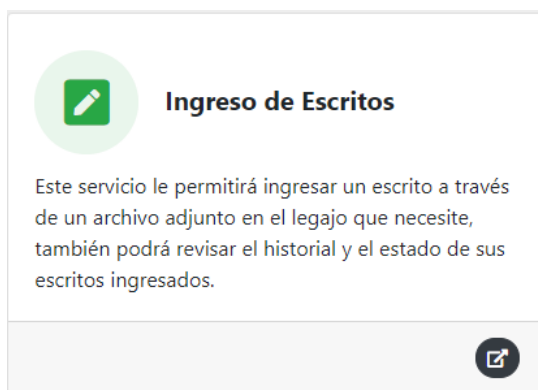 Ingreso de Escritos
Este servicio le permitirá ingresar un escrito a través
de un archivo adjunto en el legajo que necesite,
también podrá revisar el historial y el estado de sus
escritos ingresados.